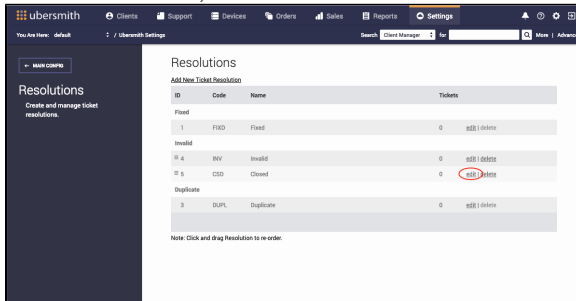 ubersmith Clients Support Devices Orders Sales Reports Settings
You Are Here: default / Ubersmith Settings Search Client Manager for More | Advanc
← MAIN CONFIG
Resolutions
Create and manage ticket
resolutions.
Resolutions
Add New Ticket Resolution
ID Code Name Tickets
Fixed
1 FIXD Fixed 0 edit | delete
Invalid
4 INV Invalid 0 edit | delete
5 CSD Closed 0 edit | delete
Duplicate
3 DUPL Duplicate 0 edit | delete
Note: Click and drag Resolution to re-order.